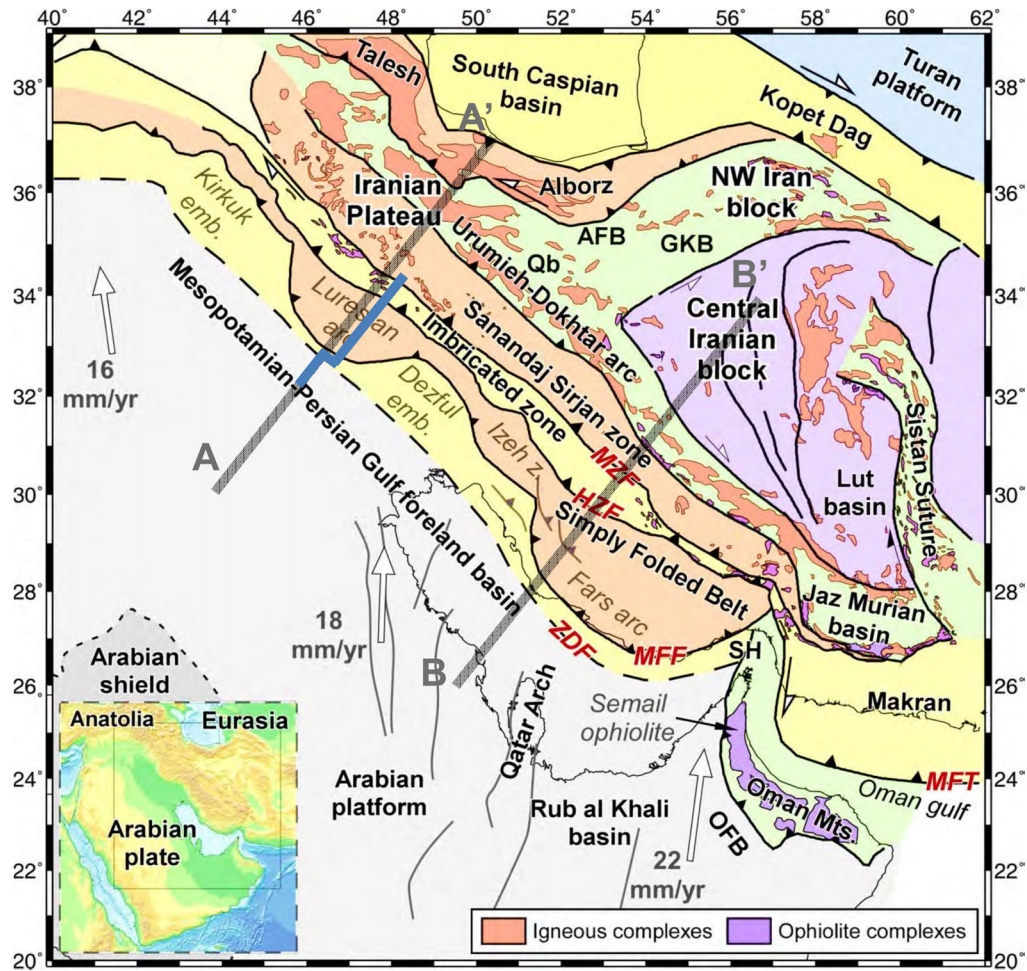 40° 42° 44° 46° 48° 50° 52° 54° 56° 58° 60° 62°
38°
36°
34°
32°
30°
28°
26°
24°
22°
20°
38°
36°
34°
32°
30°
28°
26°
24°
22°
20°
Talesh
South Caspian
basin
Turan
platform
Kopet Dag
A'
Alborz
NW Iran
block
Iranian
Plateau
AFB
GKB
Kirkuk
emb.
Qb
Urumieh-Dokhtar arc
B'
Central
Iranian
block
Luresian
arc
Sanandaj Sirjan zone
Imbricated zone
Mesopotamian-Persian Gulf foreland basin
Dezful
emb.
16
mm/yr
A
Izeh z.
MZF
HZF
Simply Folded Belt
Lut
basin
Sistan Suture
Fars arc
Jaz Murian
basin
18
mm/yr
ZDF
MFF
SH
B
Arabian
shield
Makran
Semail
ophiolite
Qatar Arch
MFT
Oman gulf
Arabian
platform
Rub al Khali
basin
Oman Mts
OFB
22
mm/yr
Anatolia
Eurasia
Arabian
plate
Igneous complexes
Ophiolite complexes